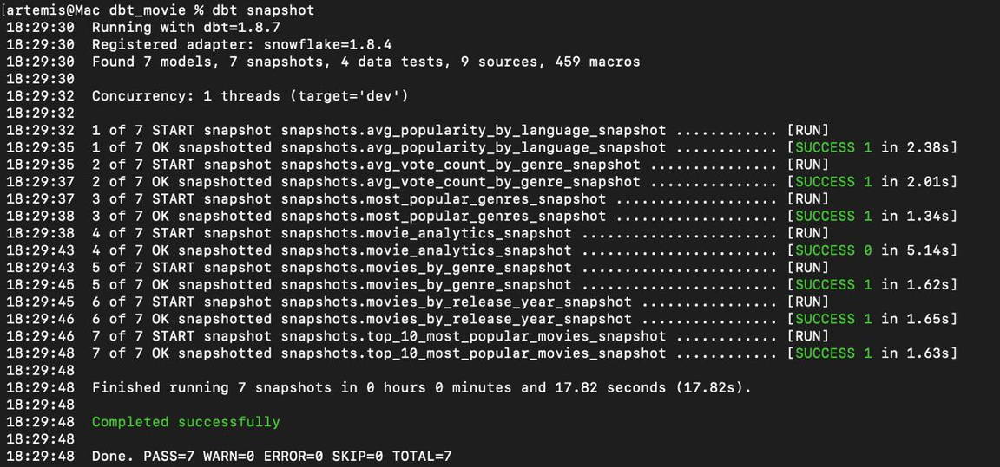 [artemis@Mac dbt_movie % dbt snapshot
18:29:30  Running with dbt=1.8.7
18:29:30  Registered adapter: snowflake=1.8.4
18:29:30  Found 7 models, 7 snapshots, 4 data tests, 9 sources, 459 macros
18:29:30
18:29:32  Concurrency: 1 threads (target='dev')
18:29:32
18:29:32  1 of 7 START snapshot snapshots.avg_popularity_by_language_snapshot ............ [RUN]
18:29:35  1 of 7 OK snapshotted snapshots.avg_popularity_by_language_snapshot ............ [SUCCESS 1 in 2.38s]
18:29:35  2 of 7 START snapshot snapshots.avg_vote_count_by_genre_snapshot ............... [RUN]
18:29:37  2 of 7 OK snapshotted snapshots.avg_vote_count_by_genre_snapshot ............... [SUCCESS 1 in 2.01s]
18:29:37  3 of 7 START snapshot snapshots.most_popular_genres_snapshot ................... [RUN]
18:29:38  3 of 7 OK snapshotted snapshots.most_popular_genres_snapshot ................... [SUCCESS 1 in 1.34s]
18:29:38  4 of 7 START snapshot snapshots.movie_analytics_snapshot ....................... [RUN]
18:29:43  4 of 7 OK snapshotted snapshots.movie_analytics_snapshot ....................... [SUCCESS 0 in 5.14s]
18:29:43  5 of 7 START snapshot snapshots.movies_by_genre_snapshot ....................... [RUN]
18:29:45  5 of 7 OK snapshotted snapshots.movies_by_genre_snapshot ....................... [SUCCESS 1 in 1.62s]
18:29:45  6 of 7 START snapshot snapshots.movies_by_release_year_snapshot ................ [RUN]
18:29:46  6 of 7 OK snapshotted snapshots.movies_by_release_year_snapshot ................ [SUCCESS 1 in 1.65s]
18:29:46  7 of 7 START snapshot snapshots.top_10_most_popular_movies_snapshot ............ [RUN]
18:29:48  7 of 7 OK snapshotted snapshots.top_10_most_popular_movies_snapshot ............ [SUCCESS 1 in 1.63s]
18:29:48
18:29:48  Finished running 7 snapshots in 0 hours 0 minutes and 17.82 seconds (17.82s).
18:29:48
18:29:48  Completed successfully
18:29:48
18:29:48  Done. PASS=7 WARN=0 ERROR=0 SKIP=0 TOTAL=7